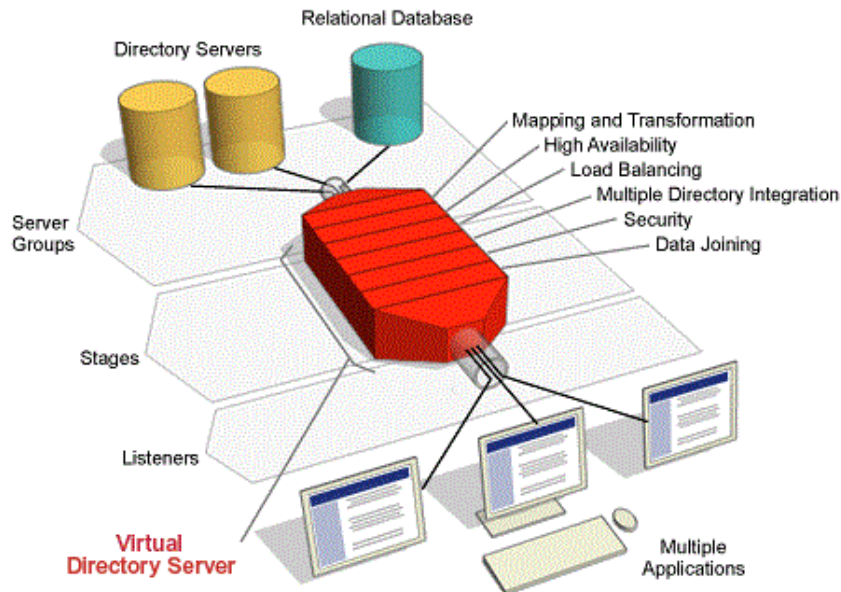 Relational Database
Directory Servers
Mapping and Transformation
High Availability
Load Balancing
Multiple Directory Integration
Security
Data Joining
Server
Groups
Stages
Listeners
Virtual
Directory Server
Multiple
Applications